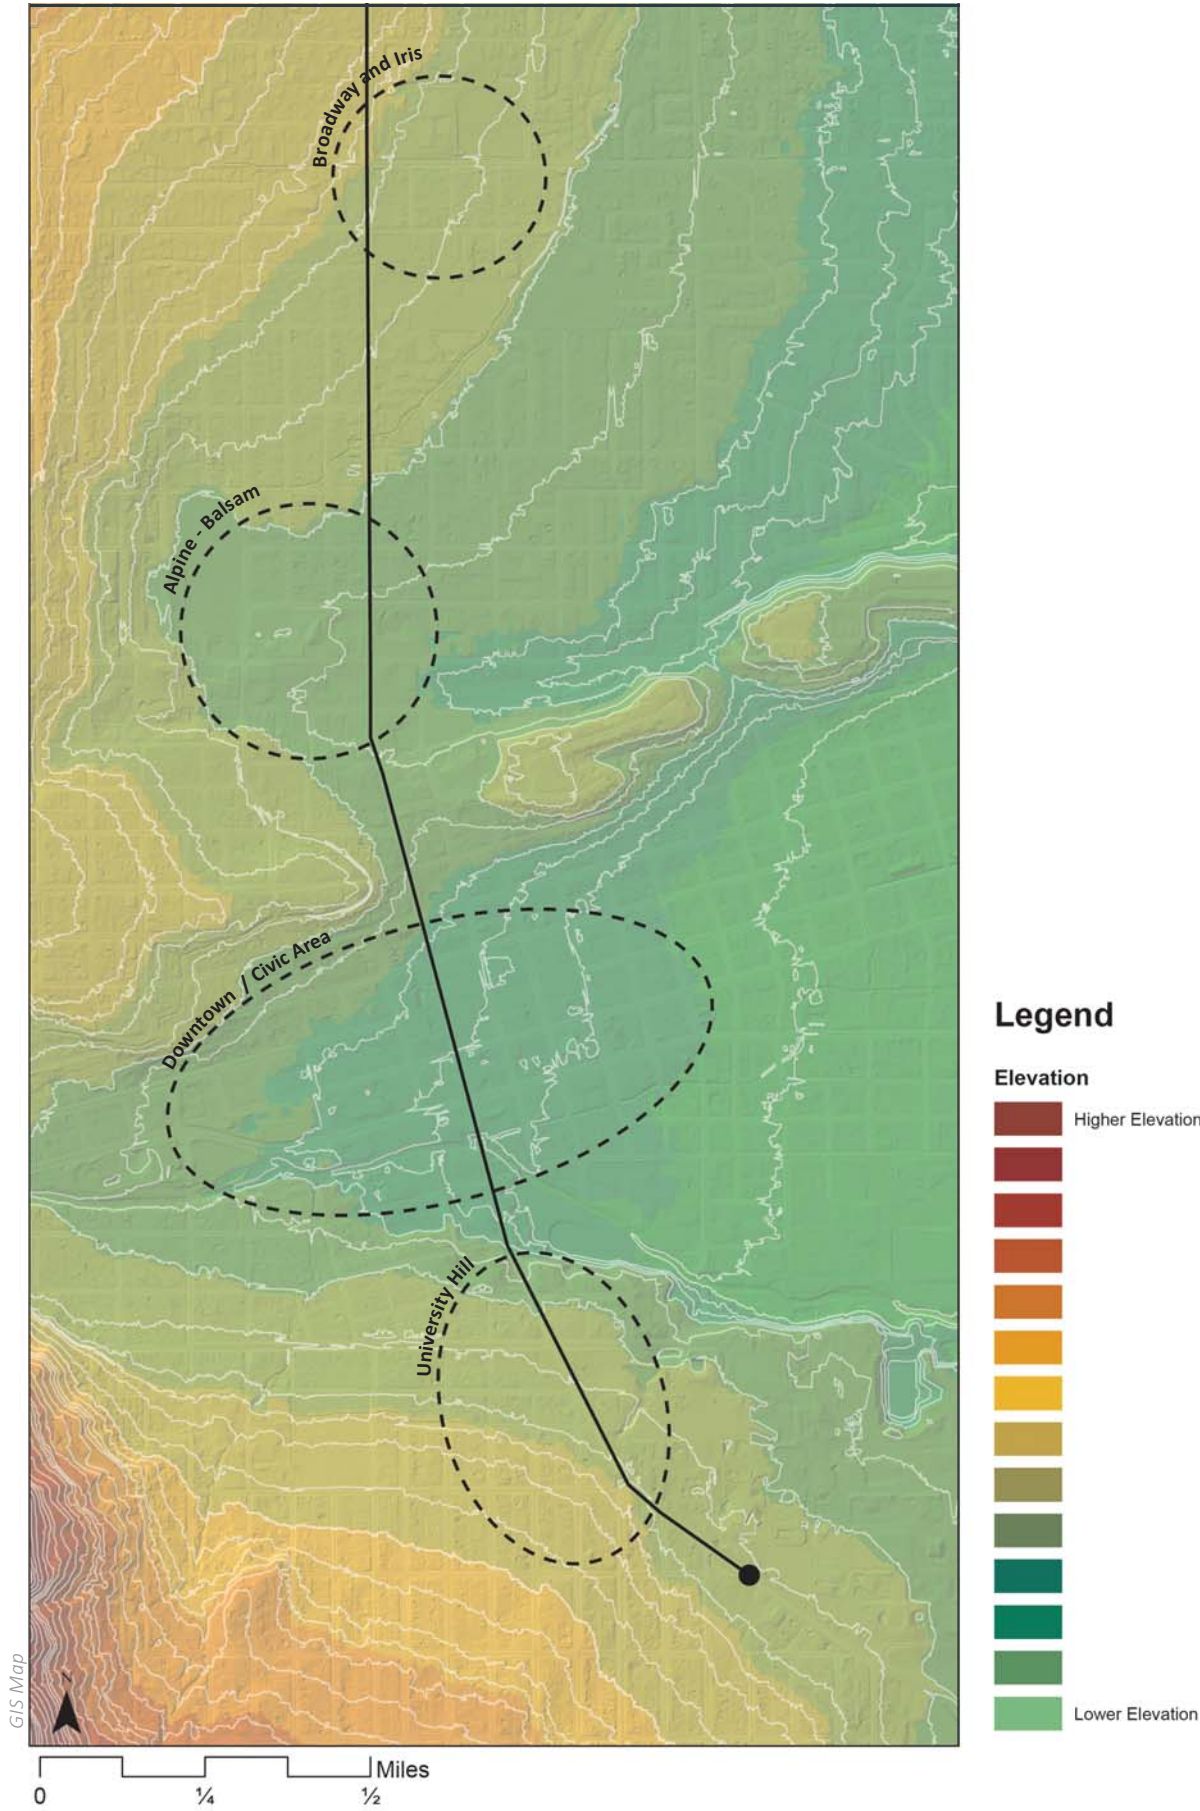 Broadway and Iris
Alpine - Balsam
Downtown / Civic Area
University Hill
Legend
Elevation
Higher Elevation
Lower Elevation
GIS Map
N
Miles
0 ¼ ½